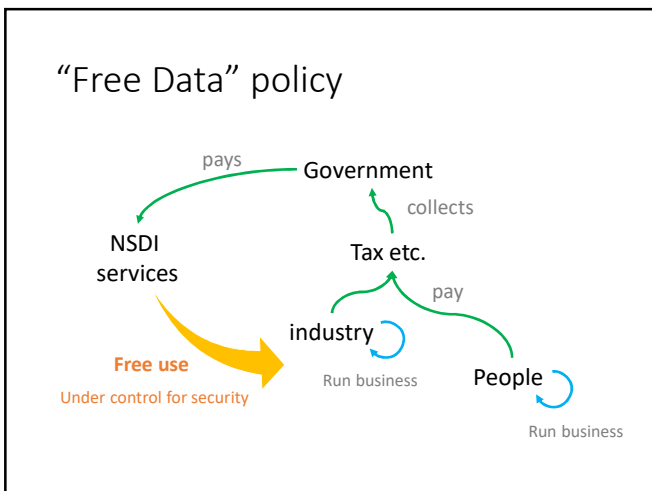 “Free Data” policy
pays
Government
collects
NSDI
services
Tax etc.
pay
industry
Free use
Run business
People
Under control for security
Run business